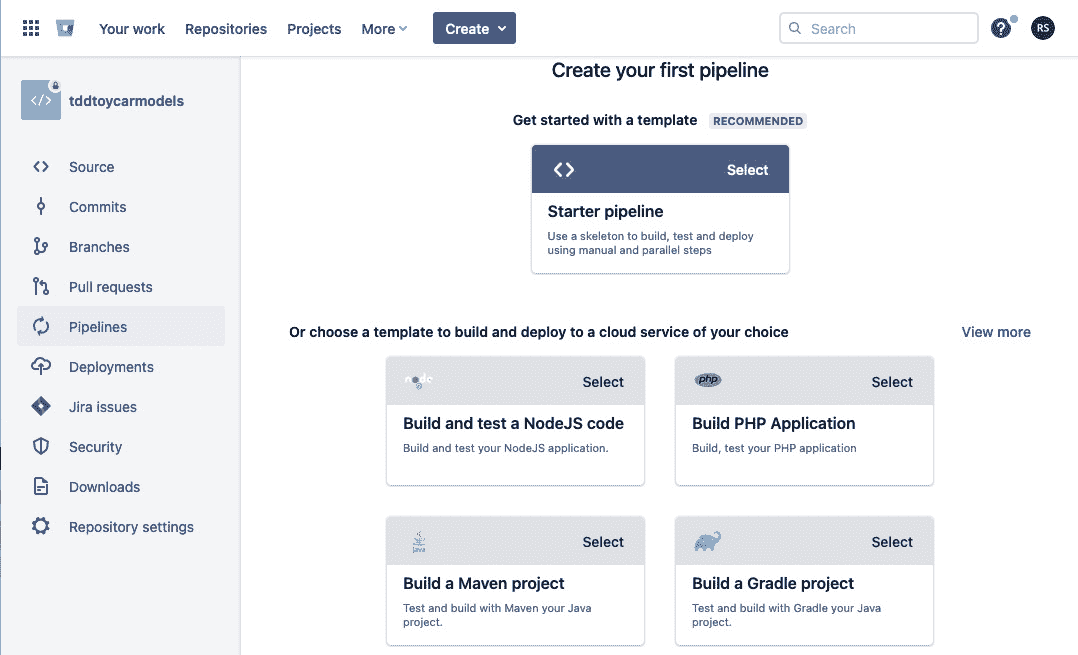 Your work Repositories Projects More Create Search ? RS
</> tddtoycarmodels
Source
Commits
Branches
Pull requests
Pipelines
Deployments
Jira issues
Security
Downloads
Repository settings
Create your first pipeline
Get started with a template RECOMMENDED
Select
Starter pipeline
Use a skeleton to build, test and deploy
using manual and parallel steps
Or choose a template to build and deploy to a cloud service of your choice View more
node Select
Build and test a NodeJS code
Build and test your NodeJS application.
php Select
Build PHP Application
Build, test your PHP application
java Select
Build a Maven project
Test and build with Maven your Java
project.
Select
Build a Gradle project
Test and build with Gradle your Java
project.